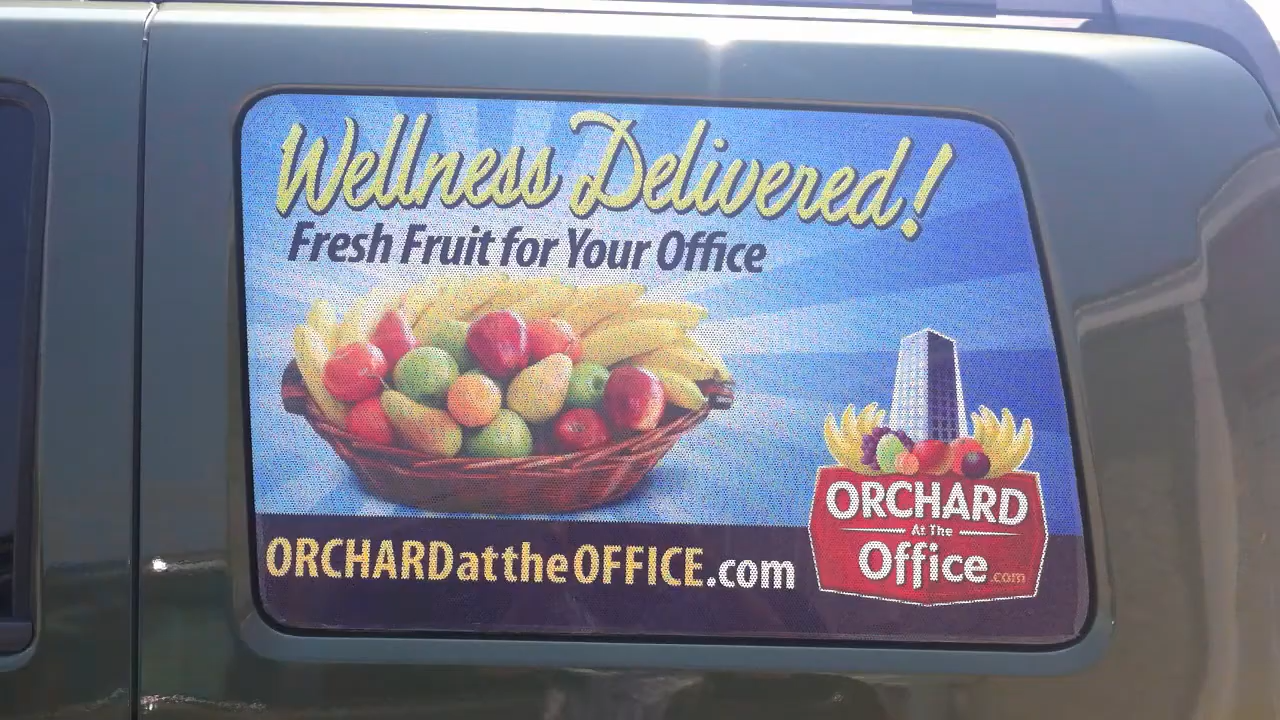 Wellness Delivered!
Fresh Fruit for Your Office
ORCHARDattheOFFICE.com
ORCHARD
At The
Office.com